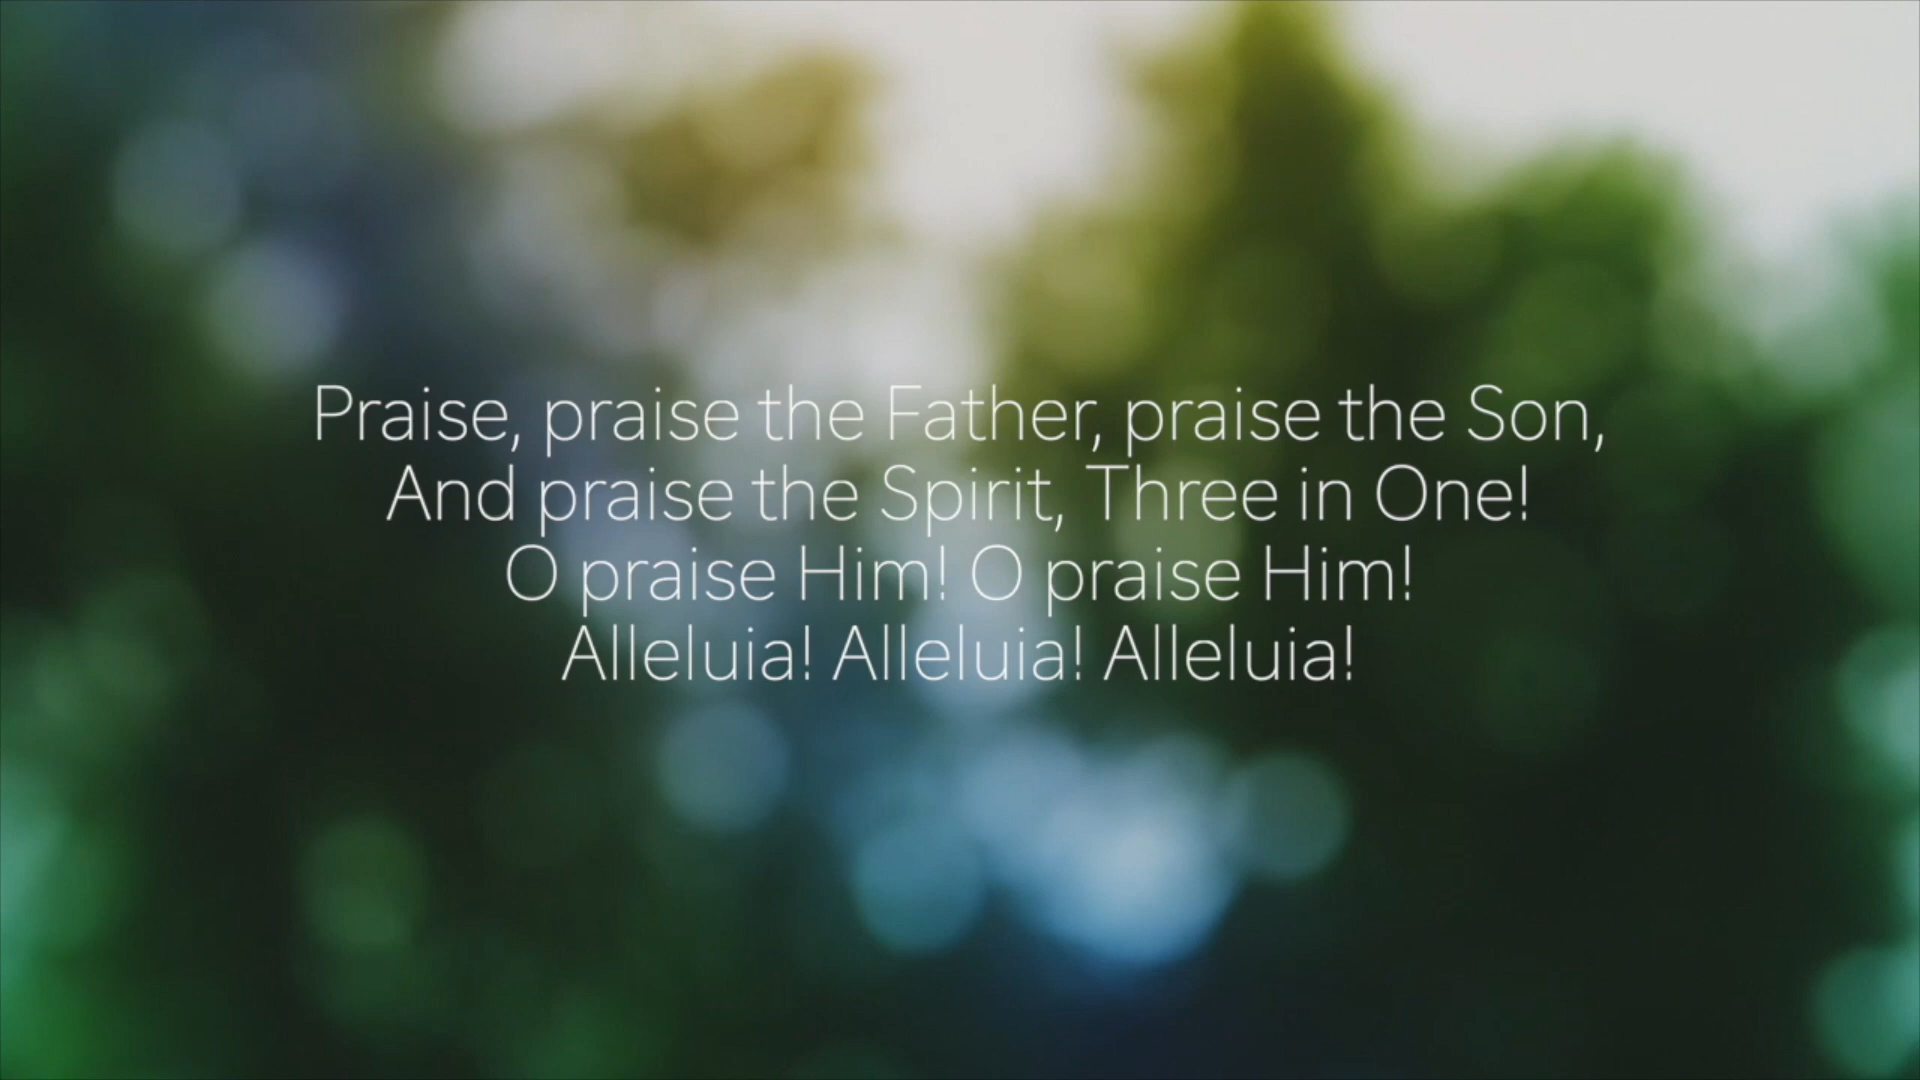 Praise, praise the Father, praise the Son,
And praise the Spirit, Three in One!
O praise Him! O praise Him!
Alleluia! Alleluia! Alleluia!